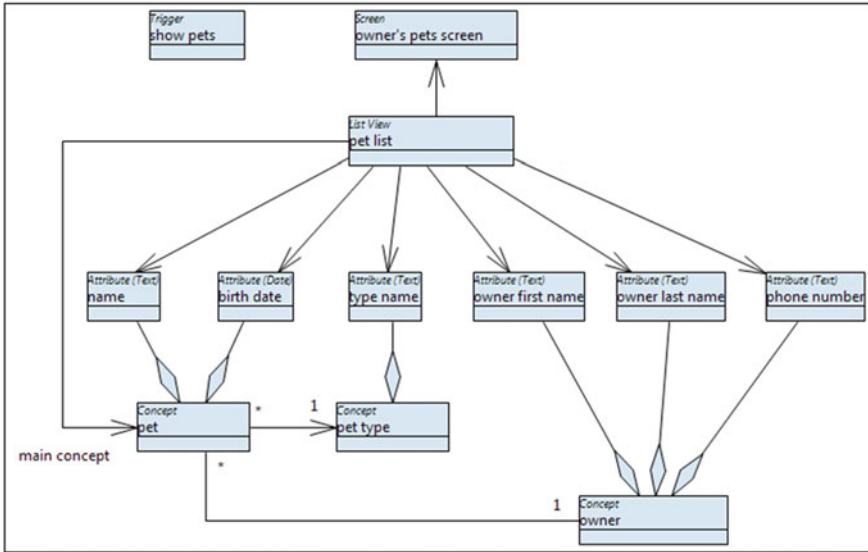 Trigger
show pets
Screen
owner's pets screen
List View
pet list
Attribute (Text)
name
Attribute (Date)
birth date
Attribute (Text)
type name
Attribute (Text)
owner first name
Attribute (Text)
owner last name
Attribute (Text)
phone number
Concept
pet
*
1
Concept
pet type
main concept
*
1
Concept
owner